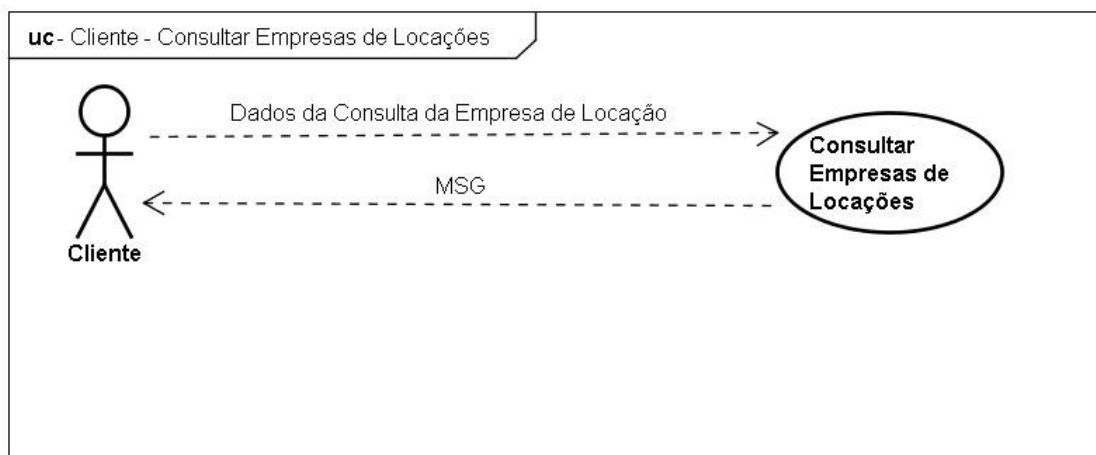 uc - Cliente - Consultar Empresas de Locações
Dados da Consulta da Empresa de Locação
Consultar
Empresas de
Locações
MSG
Cliente